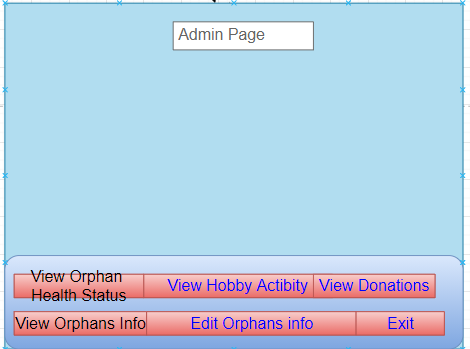 Admin Page
View Orphan
Health Status
View Hobby Actibity
View Donations
View Orphans Info
Edit Orphans info
Exit